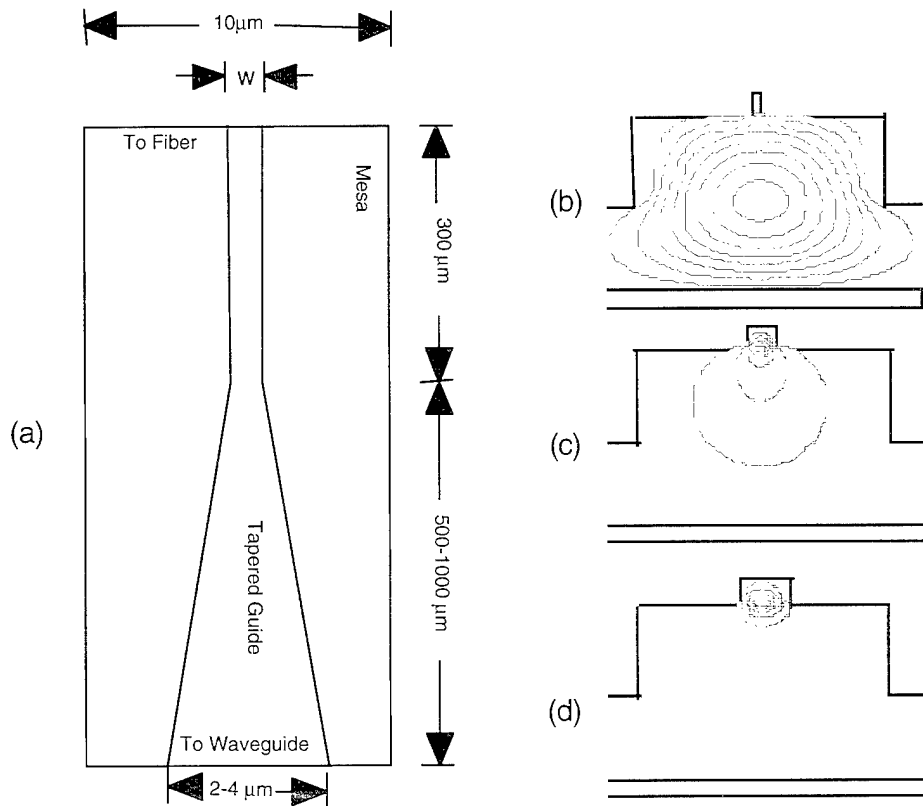 10μm
W
To Fiber
Mesa
300 μm
(a)
Tapered Guide
500-1000 μm
To Waveguide
2-4 μm
(b)
(c)
(d)